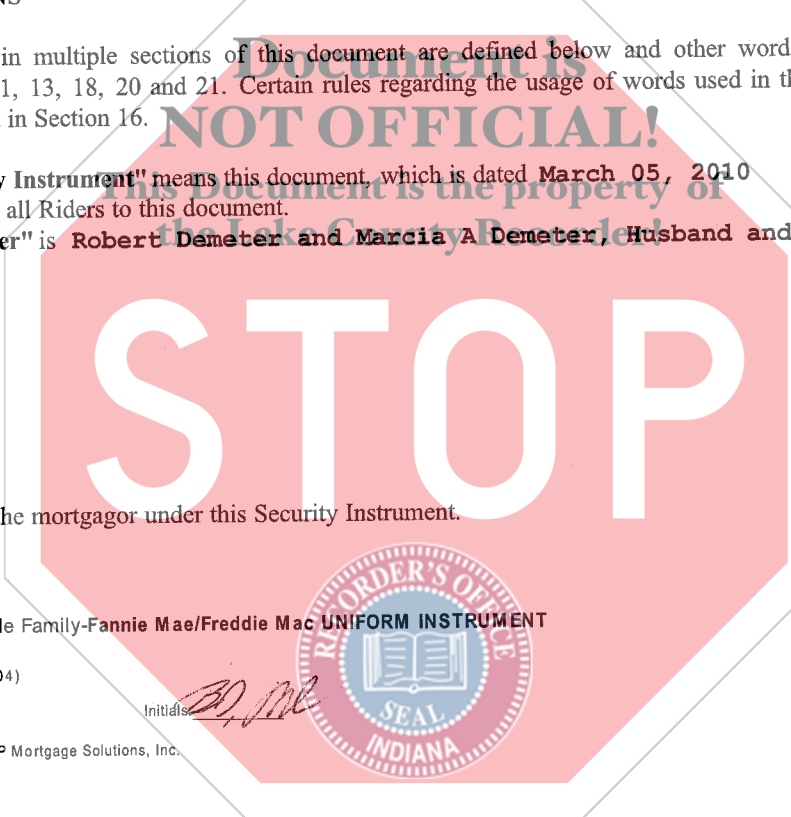 in multiple sections of this document are defined below and other word
1, 13, 18, 20 and 21. Certain rules regarding the usage of words used in th
in Section 16.
Document is
NOT OFFICIAL!
This Document is the property of
the Lake County Recorder!
y Instrument" means this document, which is dated March 05, 2010
all Riders to this document.
er" is Robert Demeter and Marcia A Demeter, Husband and
STOP
he mortgagor under this Security Instrument.
le Family-Fannie Mae/Freddie Mac UNIFORM INSTRUMENT
04)
Initials:
P Mortgage Solutions, Inc.
RECORDER'S OFFICE
SEAL
INDIANA